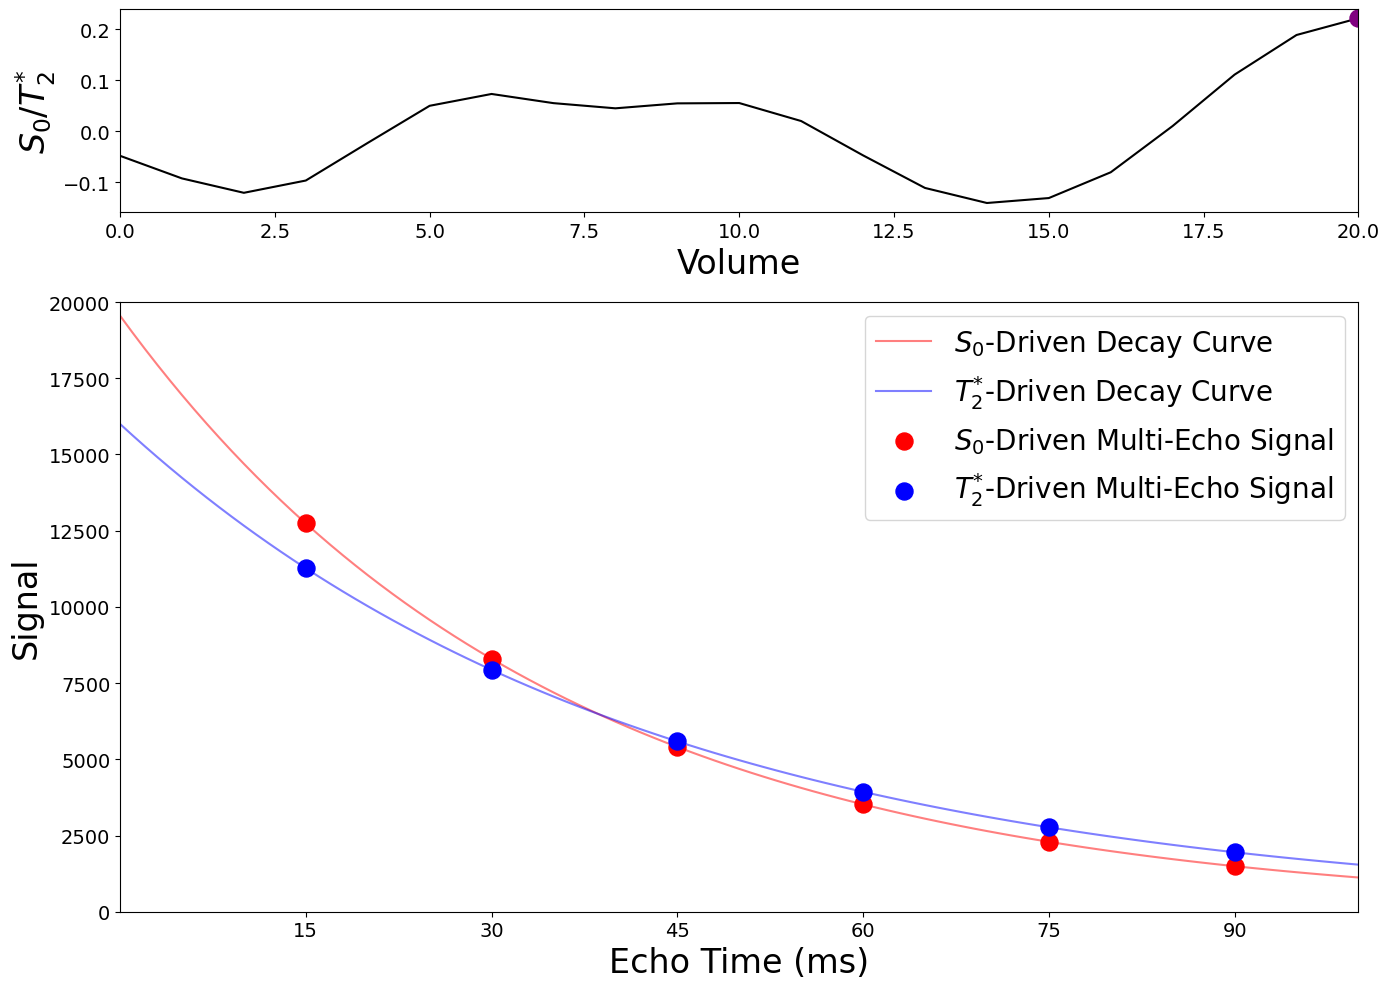 0.2
0.1
0.0
−0.1
S₀/T₂*
0.0 2.5 5.0 7.5 10.0 12.5 15.0 17.5 20.0
Volume
20000
17500
15000
12500
10000
7500
5000
2500
0
Signal
S₀-Driven Decay Curve
T₂*-Driven Decay Curve
S₀-Driven Multi-Echo Signal
T₂*-Driven Multi-Echo Signal
15 30 45 60 75 90
Echo Time (ms)